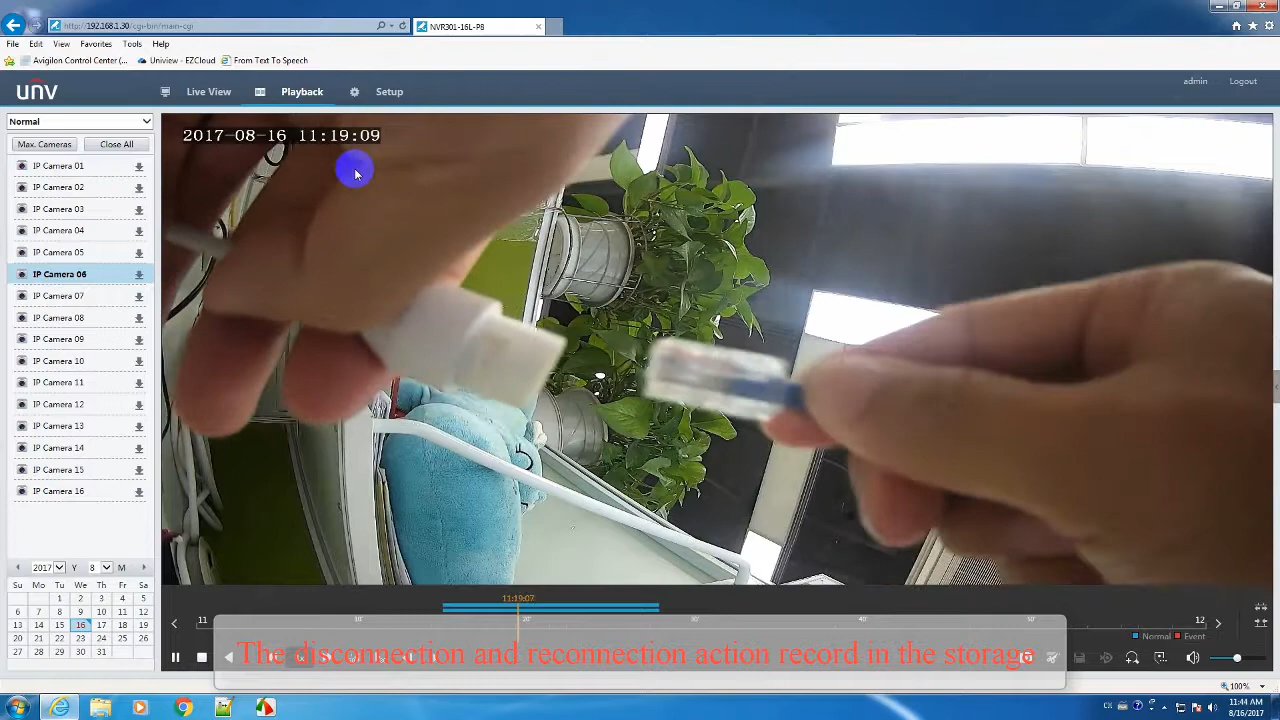 http://192.168.1.30/cgi-bin/main-cgi
NVR301-16L-P8
File Edit View Favorites Tools Help
Avigilon Control Center (... Uniview - EZCloud From Text To Speech
unv Live View Playback Setup admin Logout
Normal
Max. Cameras Close All
2017-08-16 11:19:09
IP Camera 01
IP Camera 02
IP Camera 03
IP Camera 04
IP Camera 05
IP Camera 06
IP Camera 07
IP Camera 08
IP Camera 09
IP Camera 10
IP Camera 11
IP Camera 12
IP Camera 13
IP Camera 14
IP Camera 15
IP Camera 16
2017 Y 8 M
Su Mo Tu We Th Fr Sa
1 2 3 4 5
6 7 8 9 10 11 12
13 14 15 16 17 18 19
20 21 22 23 24 25 26
27 28 29 30 31
11:19:07
11 10' 20' 30' 40' 50' 12
Normal Event
The disconnection and reconnection action record in the storage
100%
CH 11:44 AM
8/16/2017